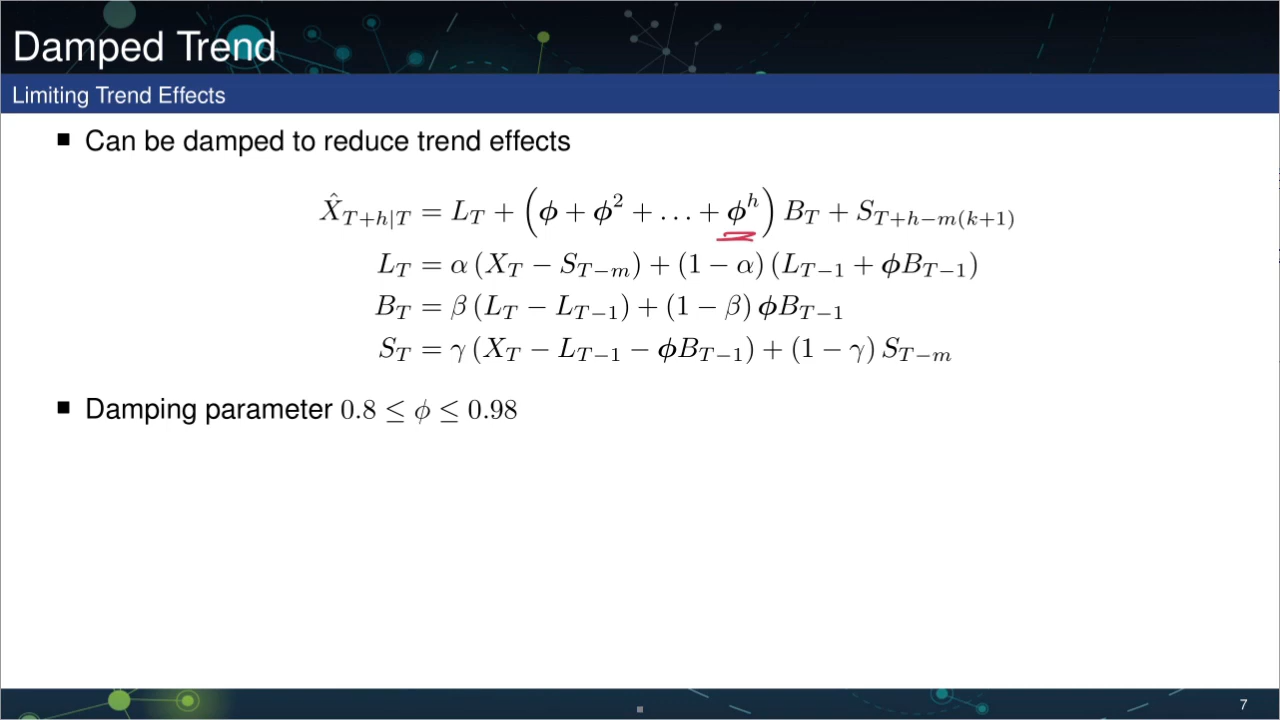 Damped Trend
Limiting Trend Effects
■ Can be damped to reduce trend effects
X̂_{T+h|T} = L_T + (ϕ + ϕ² + … + ϕ^h) B_T + S_{T+h−m(k+1)}
L_T = α (X_T − S_{T−m}) + (1 − α) (L_{T−1} + ϕB_{T−1})
B_T = β (L_T − L_{T−1}) + (1 − β) ϕB_{T−1}
S_T = γ (X_T − L_{T−1} − ϕB_{T−1}) + (1 − γ) S_{T−m}
■ Damping parameter 0.8 ≤ ϕ ≤ 0.98
7